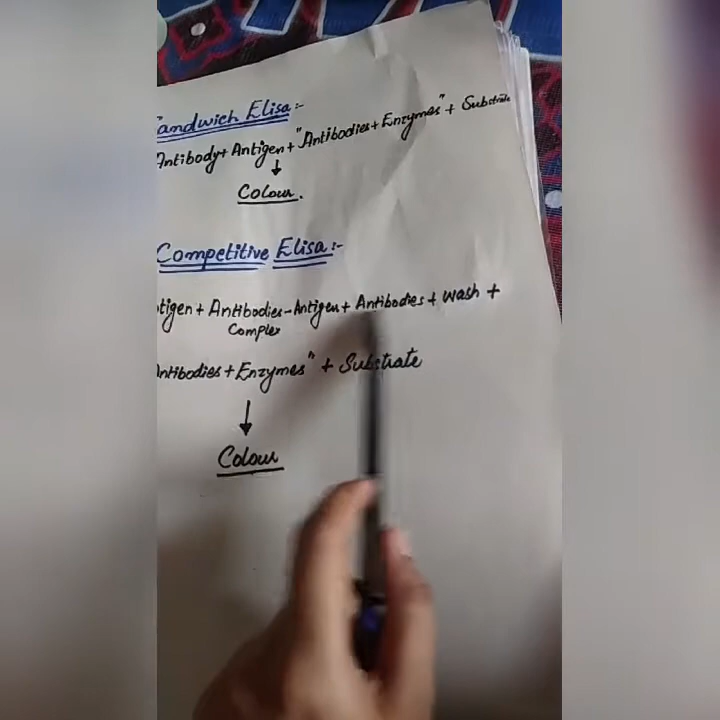 andwich Elisa :-
Antibody + Antigen + "Antibodies + Enzymes" + Substrate
↓
Colour.
Competitive Elisa :-
tigen + Antibodies - Antigen + Antibodies + wash +
Complex
ntibodies + Enzymes" + Substrate
↓
Colour